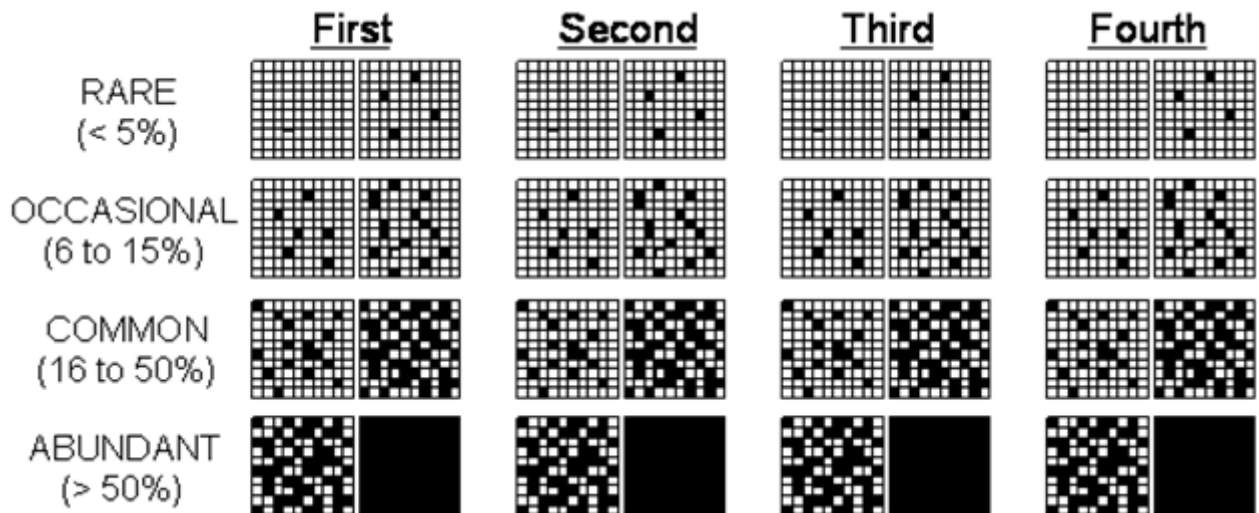 First Second Third Fourth
RARE
(< 5%)
OCCASIONAL
(6 to 15%)
COMMON
(16 to 50%)
ABUNDANT
(> 50%)